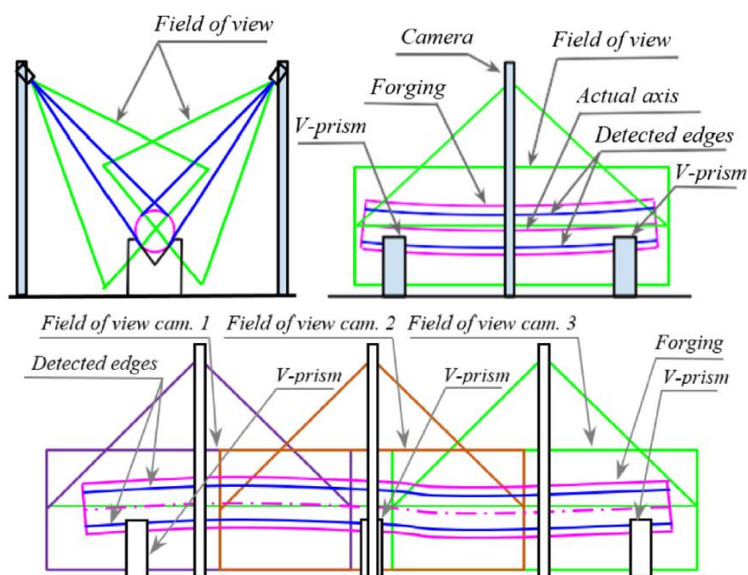 Field of view
Camera
Field of view
Forging
Actual axis
V-prism
Detected edges
V-prism
Field of view cam. 1
Field of view cam. 2
Field of view cam. 3
Detected edges
V-prism
V-prism
Forging
V-prism